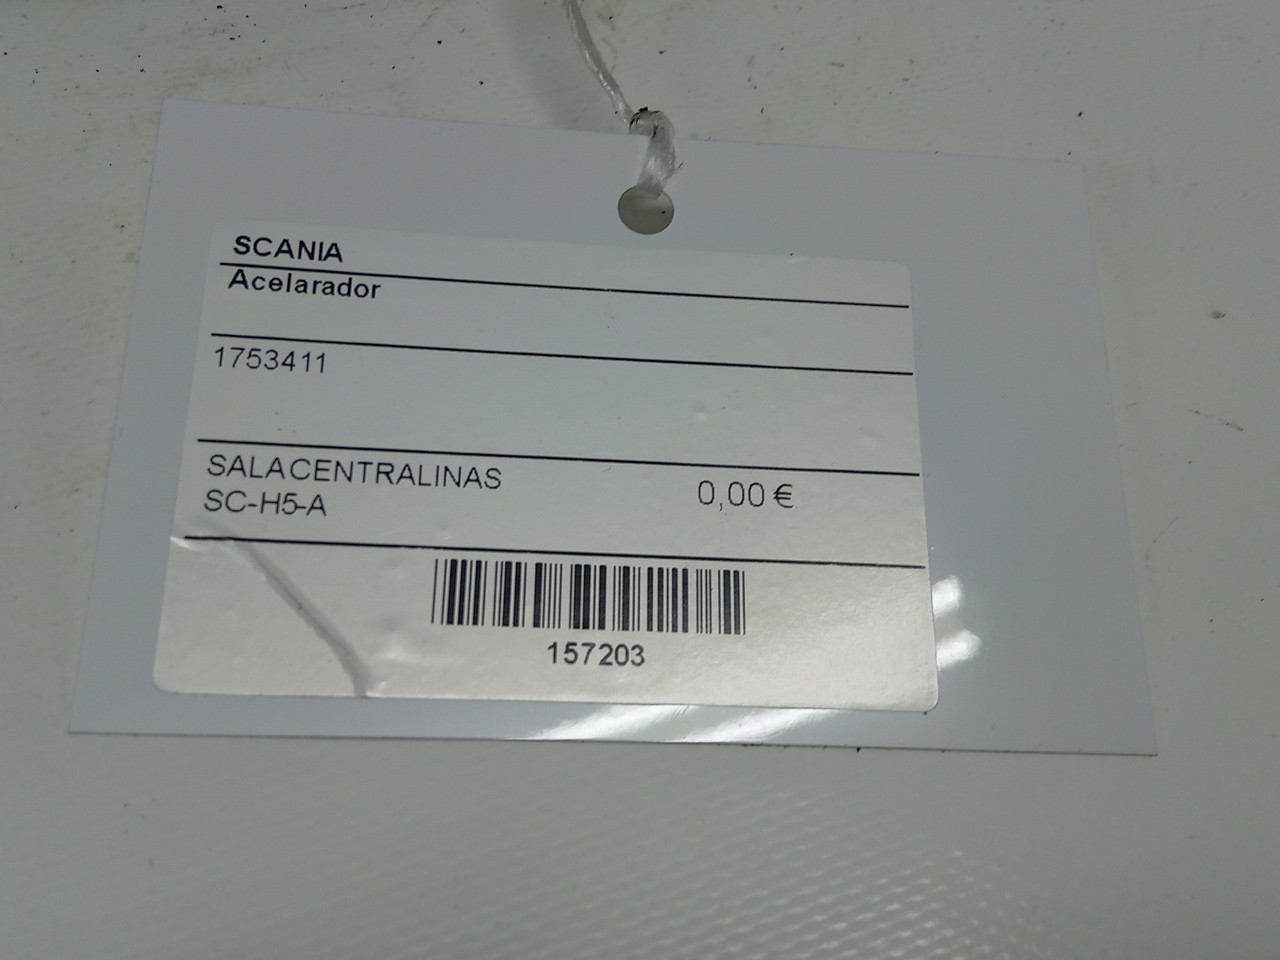 SCANIA
Acelarador
1753411
SALACENTRALINAS
SC-H5-A
0,00 €
157203